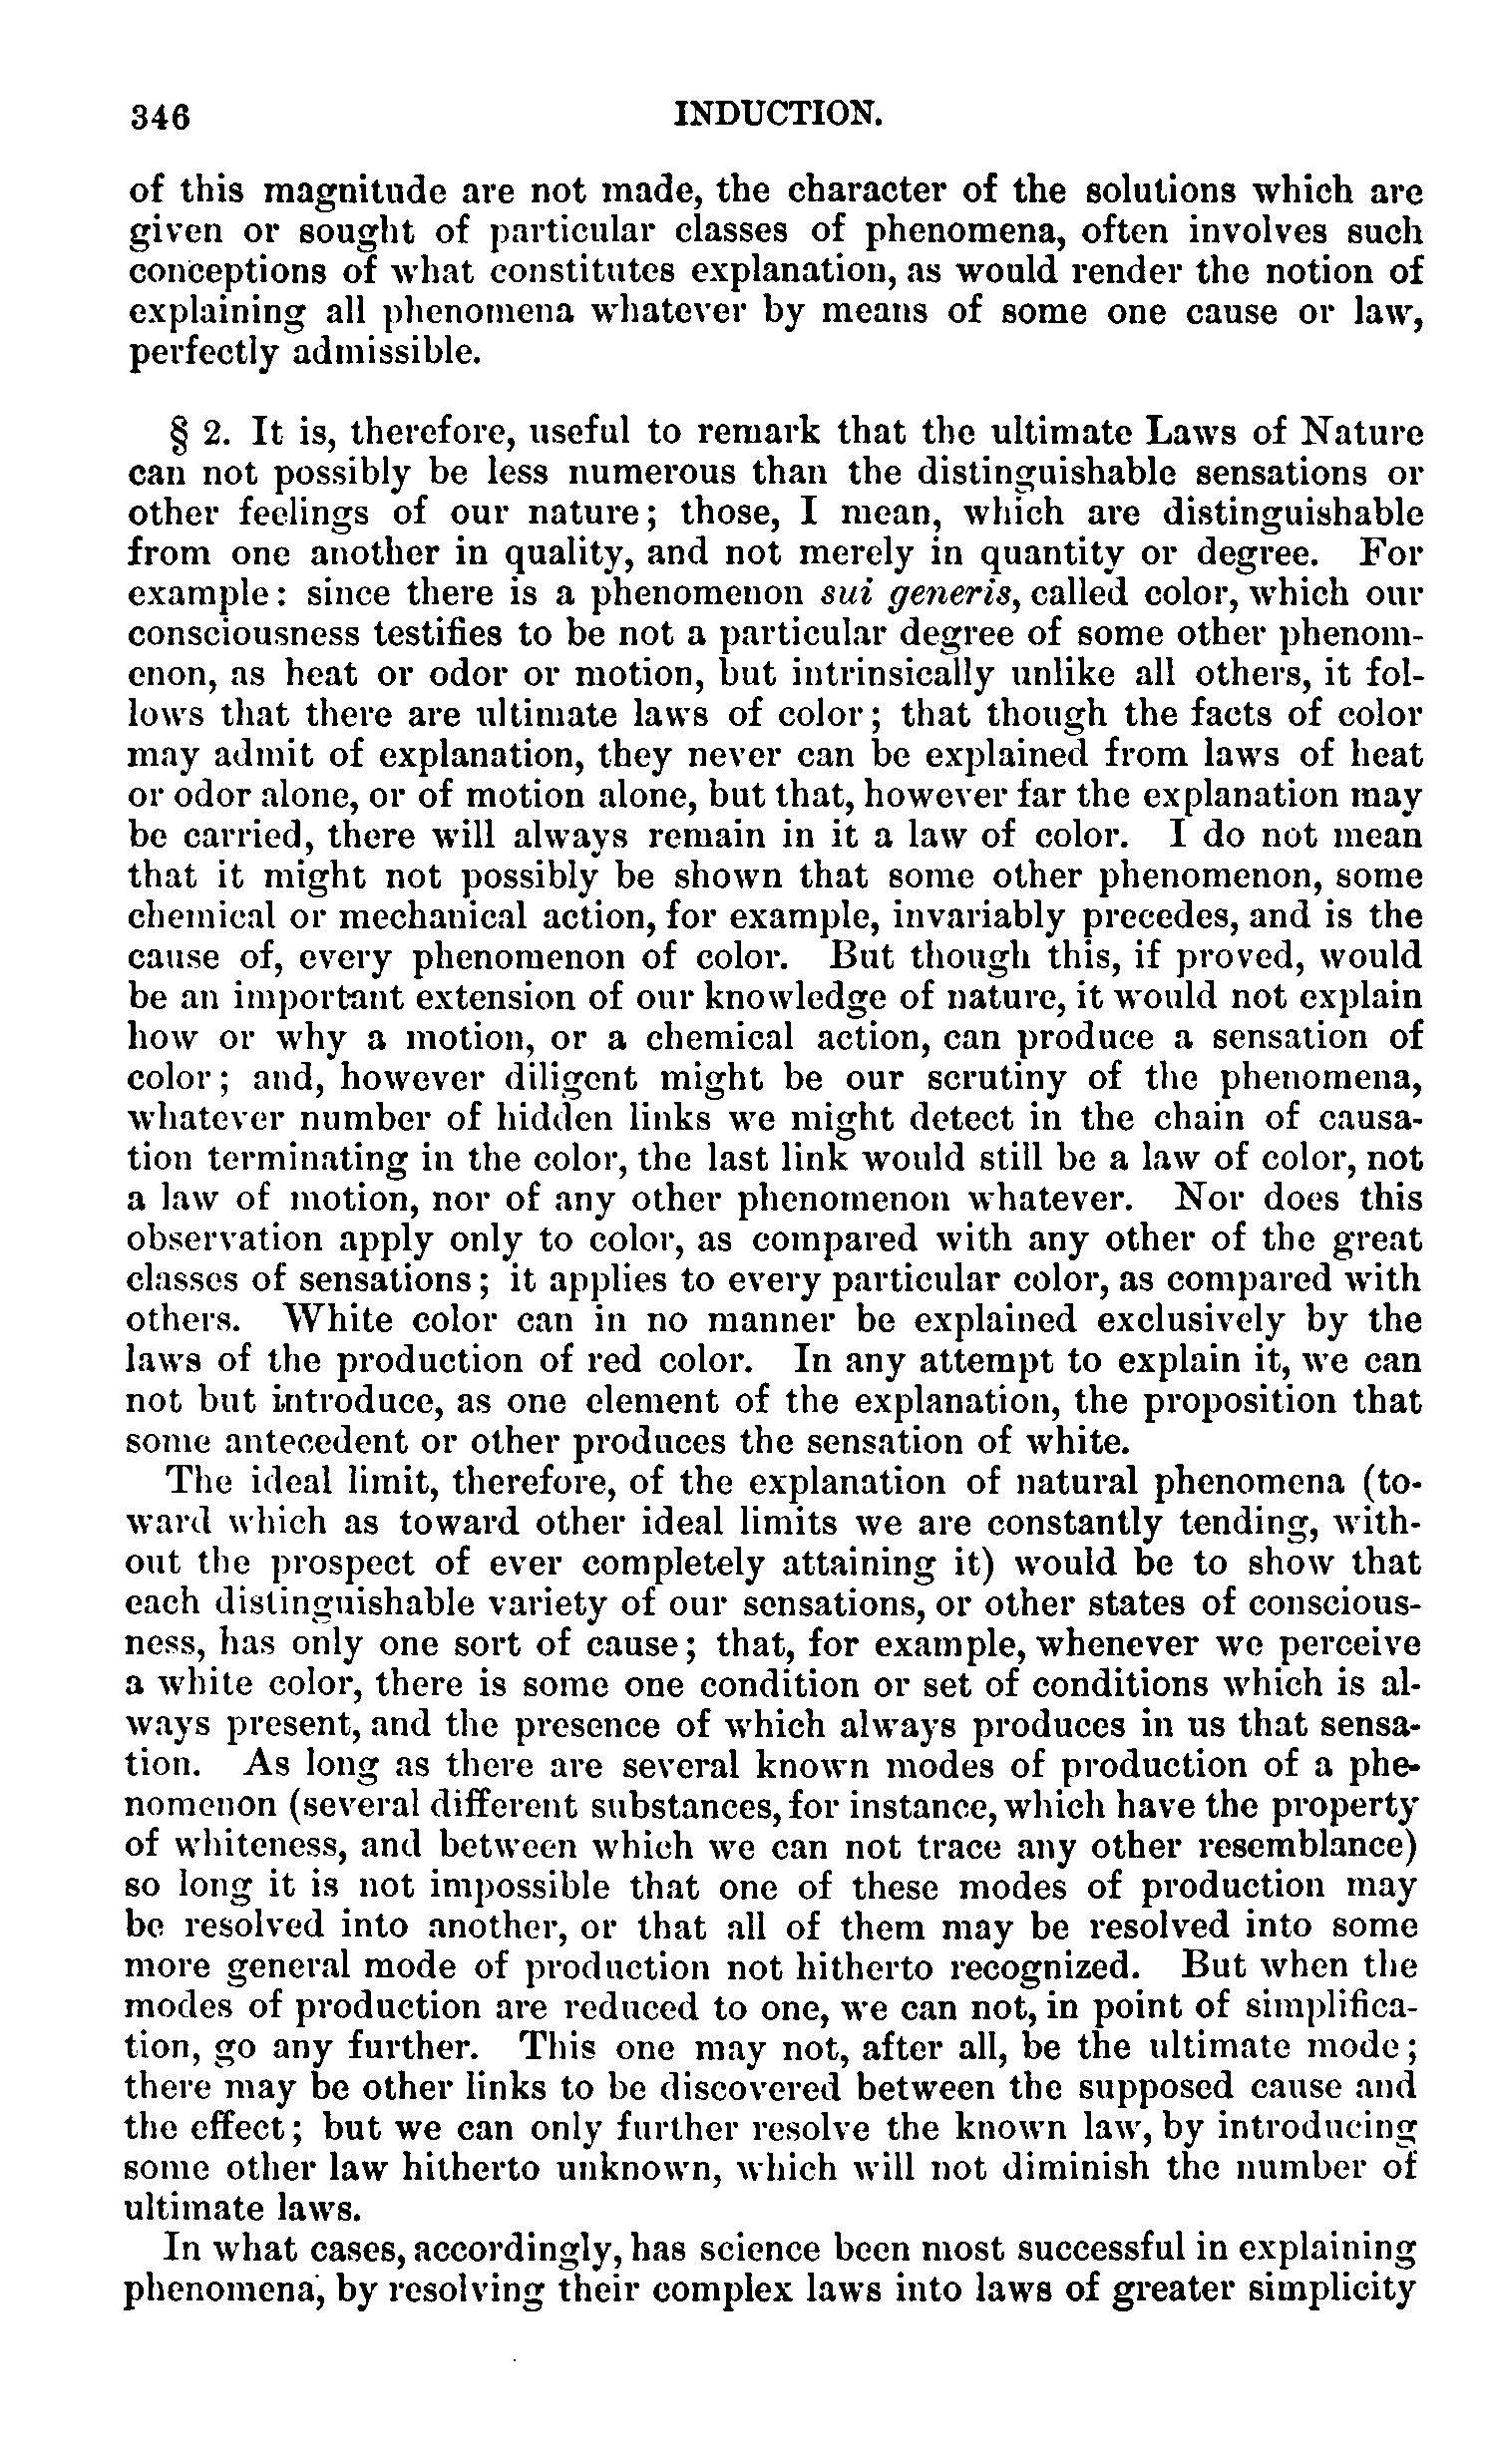 346 INDUCTION.
of this magnitude are not made, the character of the solutions which are
given or sought of particular classes of phenomena, often involves such
conceptions of what constitutes explanation, as would render the notion of
explaining all phenomena whatever by means of some one cause or law,
perfectly admissible.
§ 2. It is, therefore, useful to remark that the ultimate Laws of Nature
can not possibly be less numerous than the distinguishable sensations or
other feelings of our nature; those, I mean, which are distinguishable
from one another in quality, and not merely in quantity or degree. For
example: since there is a phenomenon sui generis, called color, which our
consciousness testifies to be not a particular degree of some other phenom-
enon, as heat or odor or motion, but intrinsically unlike all others, it fol-
lows that there are ultimate laws of color; that though the facts of color
may admit of explanation, they never can be explained from laws of heat
or odor alone, or of motion alone, but that, however far the explanation may
be carried, there will always remain in it a law of color. I do not mean
that it might not possibly be shown that some other phenomenon, some
chemical or mechanical action, for example, invariably precedes, and is the
cause of, every phenomenon of color. But though this, if proved, would
be an important extension of our knowledge of nature, it would not explain
how or why a motion, or a chemical action, can produce a sensation of
color; and, however diligent might be our scrutiny of the phenomena,
whatever number of hidden links we might detect in the chain of causa-
tion terminating in the color, the last link would still be a law of color, not
a law of motion, nor of any other phenomenon whatever. Nor does this
observation apply only to color, as compared with any other of the great
classes of sensations; it applies to every particular color, as compared with
others. White color can in no manner be explained exclusively by the
laws of the production of red color. In any attempt to explain it, we can
not but introduce, as one element of the explanation, the proposition that
some antecedent or other produces the sensation of white.
The ideal limit, therefore, of the explanation of natural phenomena (to-
ward which as toward other ideal limits we are constantly tending, with-
out the prospect of ever completely attaining it) would be to show that
each distinguishable variety of our sensations, or other states of conscious-
ness, has only one sort of cause; that, for example, whenever we perceive
a white color, there is some one condition or set of conditions which is al-
ways present, and the presence of which always produces in us that sensa-
tion. As long as there are several known modes of production of a phe-
nomenon (several different substances, for instance, which have the property
of whiteness, and between which we can not trace any other resemblance)
so long it is not impossible that one of these modes of production may
be resolved into another, or that all of them may be resolved into some
more general mode of production not hitherto recognized. But when the
modes of production are reduced to one, we can not, in point of simplifica-
tion, go any further. This one may not, after all, be the ultimate mode;
there may be other links to be discovered between the supposed cause and
the effect; but we can only further resolve the known law, by introducing
some other law hitherto unknown, which will not diminish the number of
ultimate laws.
In what cases, accordingly, has science been most successful in explaining
phenomena, by resolving their complex laws into laws of greater simplicity